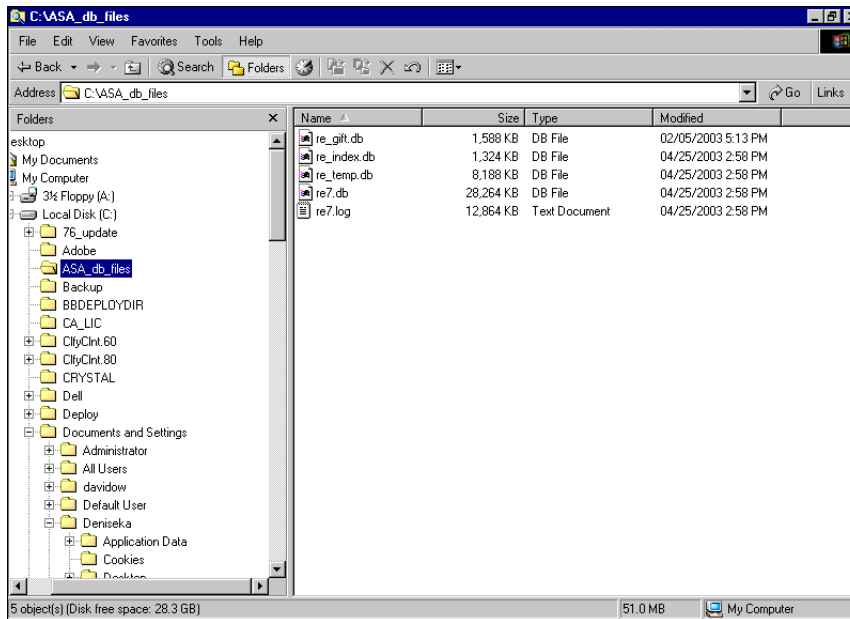 C:\ASA_db_files
File Edit View Favorites Tools Help
Back Search Folders
Address C:\ASA_db_files Go Links
Folders
Name Size Type Modified
re_gift.db 1,588 KB DB File 02/05/2003 5:13 PM
re_index.db 1,324 KB DB File 04/25/2003 2:58 PM
re_temp.db 8,188 KB DB File 04/25/2003 2:58 PM
re7.db 28,264 KB DB File 04/25/2003 2:58 PM
re7.log 12,864 KB Text Document 04/25/2003 2:58 PM
esktop
My Documents
My Computer
3½ Floppy (A:)
Local Disk (C:)
76_update
Adobe
ASA_db_files
Backup
BBDEPLOYDIR
CA_LIC
ClfyClnt.60
ClfyClnt.80
CRYSTAL
Dell
Deploy
Documents and Settings
Administrator
All Users
davidow
Default User
Deniseka
Application Data
Cookies
Desktop
5 object(s) (Disk free space: 28.3 GB) 51.0 MB My Computer